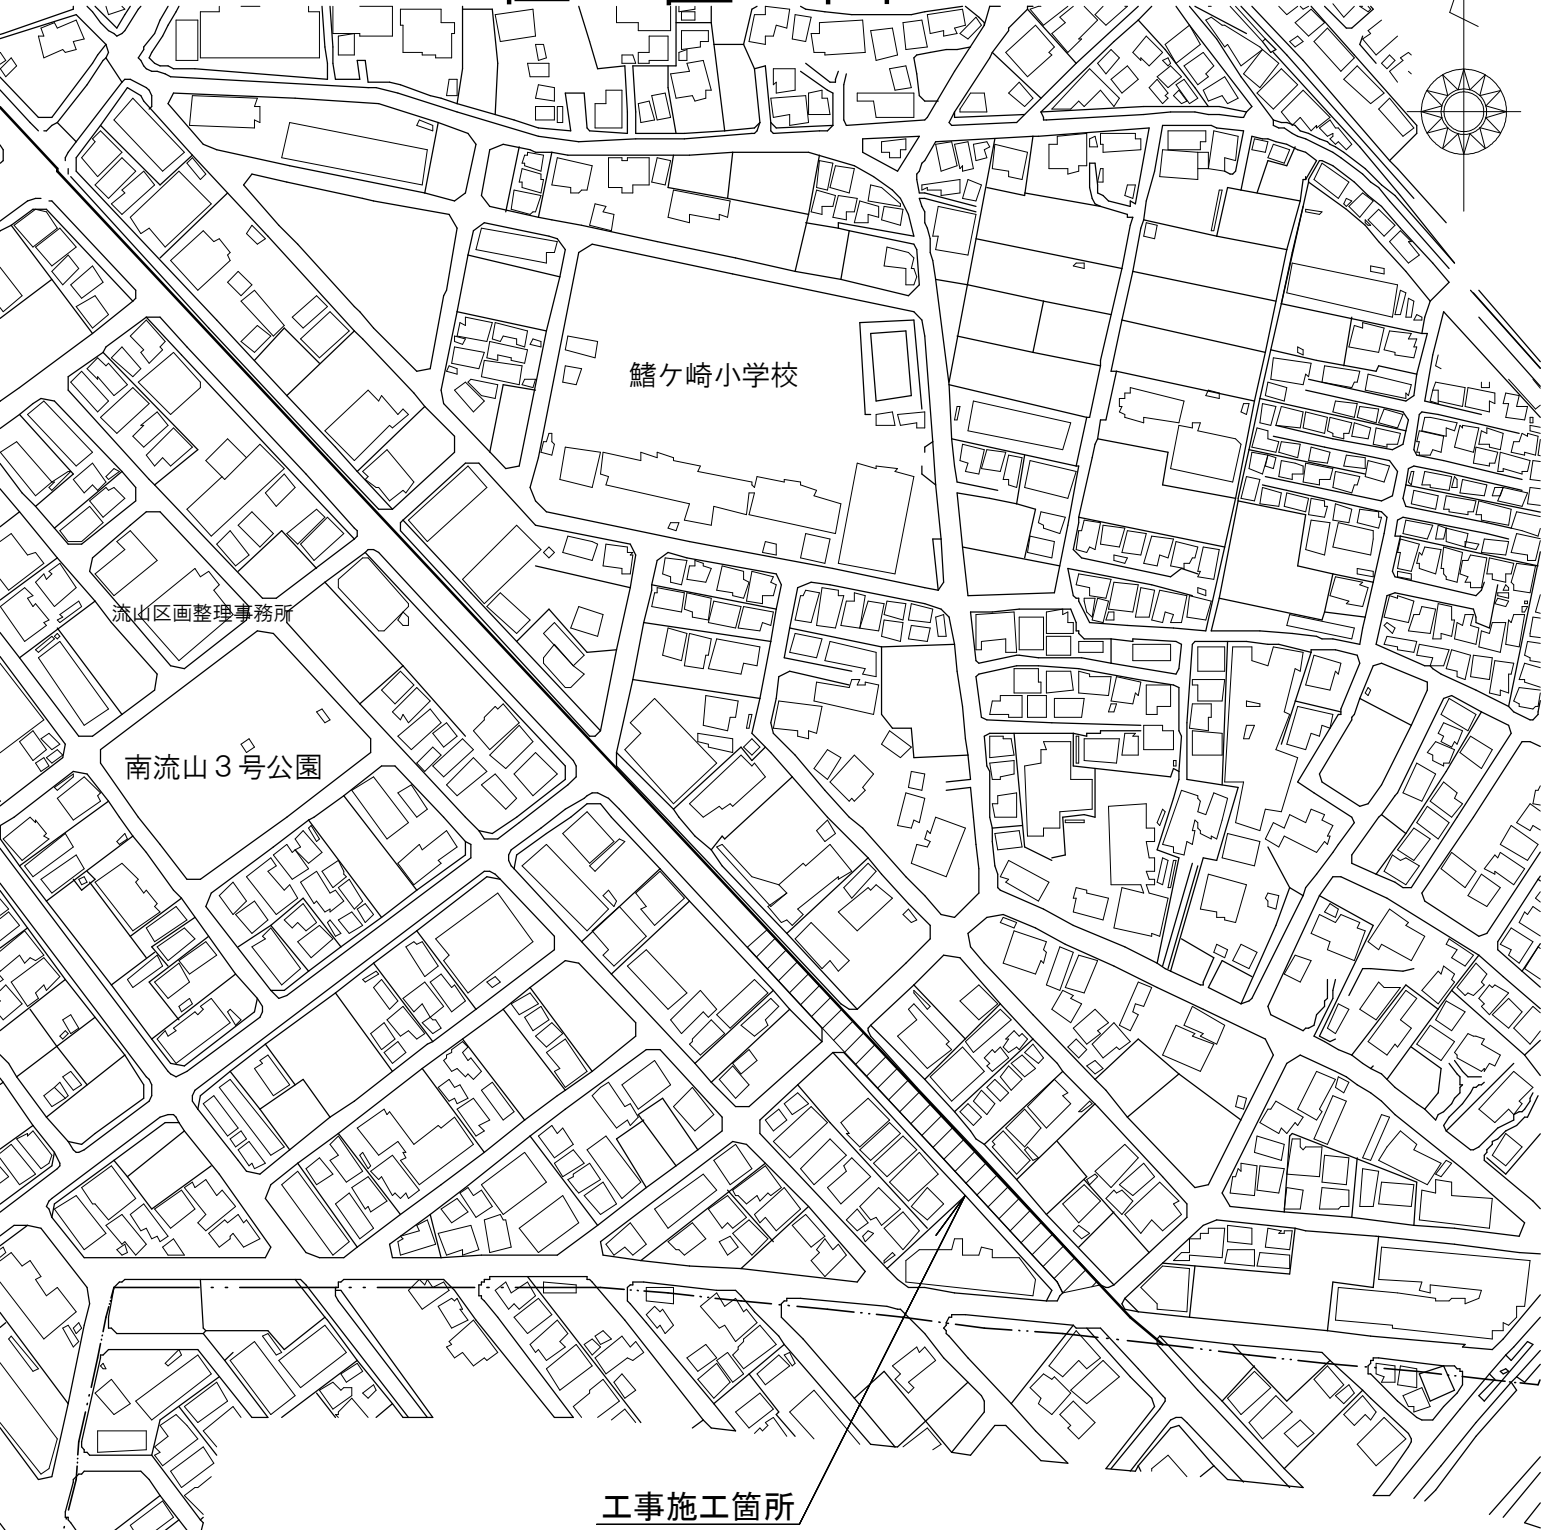 鰭ケ崎小学校
流山区画整理事務所
南流山３号公園
工事施工箇所